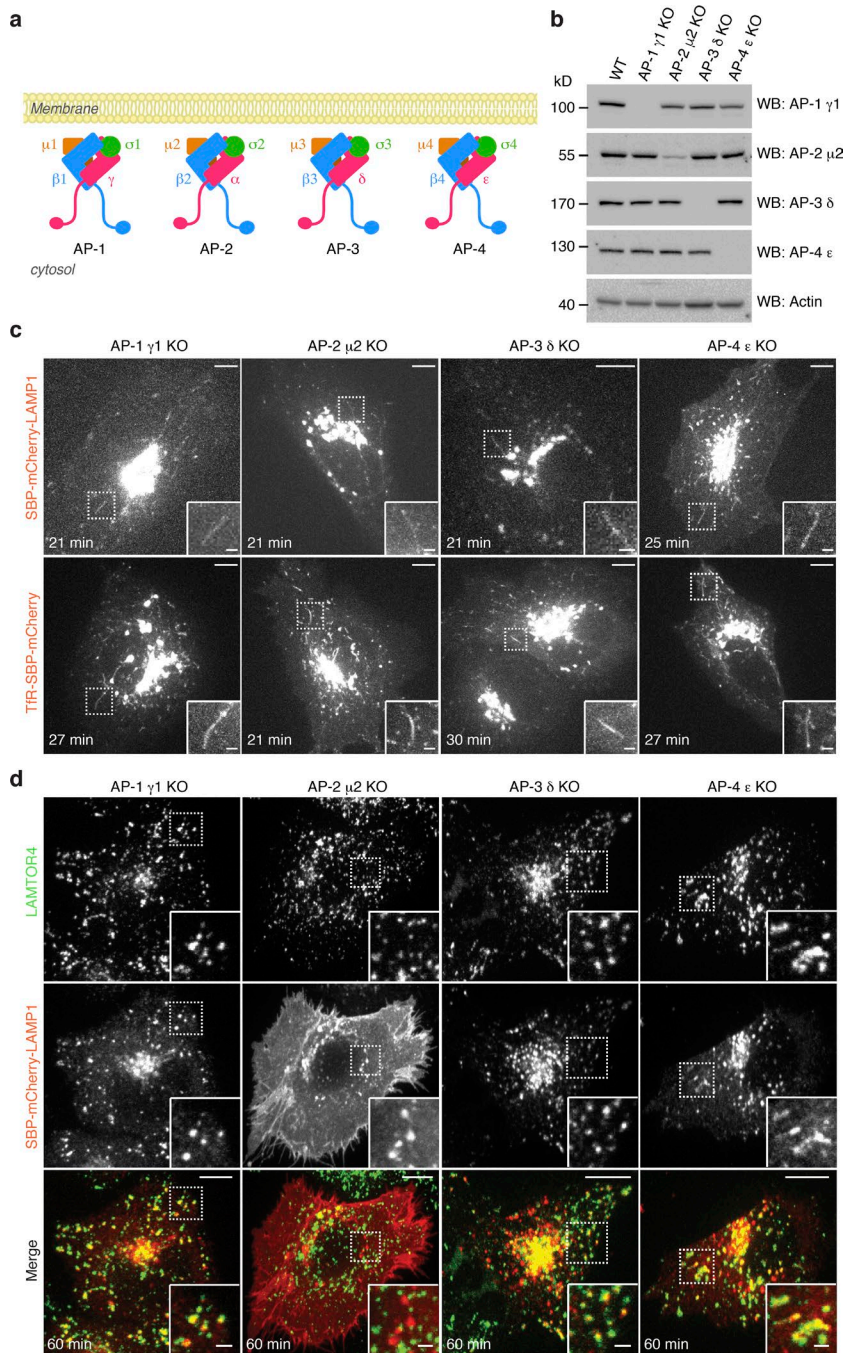 a
Membrane
μ1 σ1 μ2 σ2 μ3 σ3 μ4 σ4
β1 γ β2 α β3 δ β4 ε
AP-1 AP-2 AP-3 AP-4
cytosol
b
kD WT AP-1 γ1 KO AP-2 μ2 KO AP-3 δ KO AP-4 ε KO
100 WB: AP-1 γ1
55 WB: AP-2 μ2
170 WB: AP-3 δ
130 WB: AP-4 ε
40 WB: Actin
c
AP-1 γ1 KO AP-2 μ2 KO AP-3 δ KO AP-4 ε KO
SBP-mCherry-LAMP1
21 min 21 min 21 min 25 min
TfR-SBP-mCherry
27 min 21 min 30 min 27 min
d
AP-1 γ1 KO AP-2 μ2 KO AP-3 δ KO AP-4 ε KO
LAMTOR4
SBP-mCherry-LAMP1
Merge
60 min 60 min 60 min 60 min